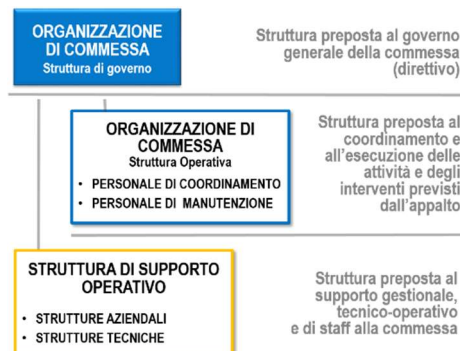 ORGANIZZAZIONE
DI COMMESSA
Struttura di governo
Struttura preposta al governo
generale della commessa
(direttivo)
ORGANIZZAZIONE DI
COMMESSA
Struttura Operativa
• PERSONALE DI COORDINAMENTO
• PERSONALE DI MANUTENZIONE
Struttura preposta al
coordinamento e
all'esecuzione delle
attività e degli
interventi previsti
dall'appalto
STRUTTURA DI SUPPORTO
OPERATIVO
• STRUTTURE AZIENDALI
• STRUTTURE TECNICHE
Struttura preposta al
supporto gestionale,
tecnico-operativo
e di staff alla commessa